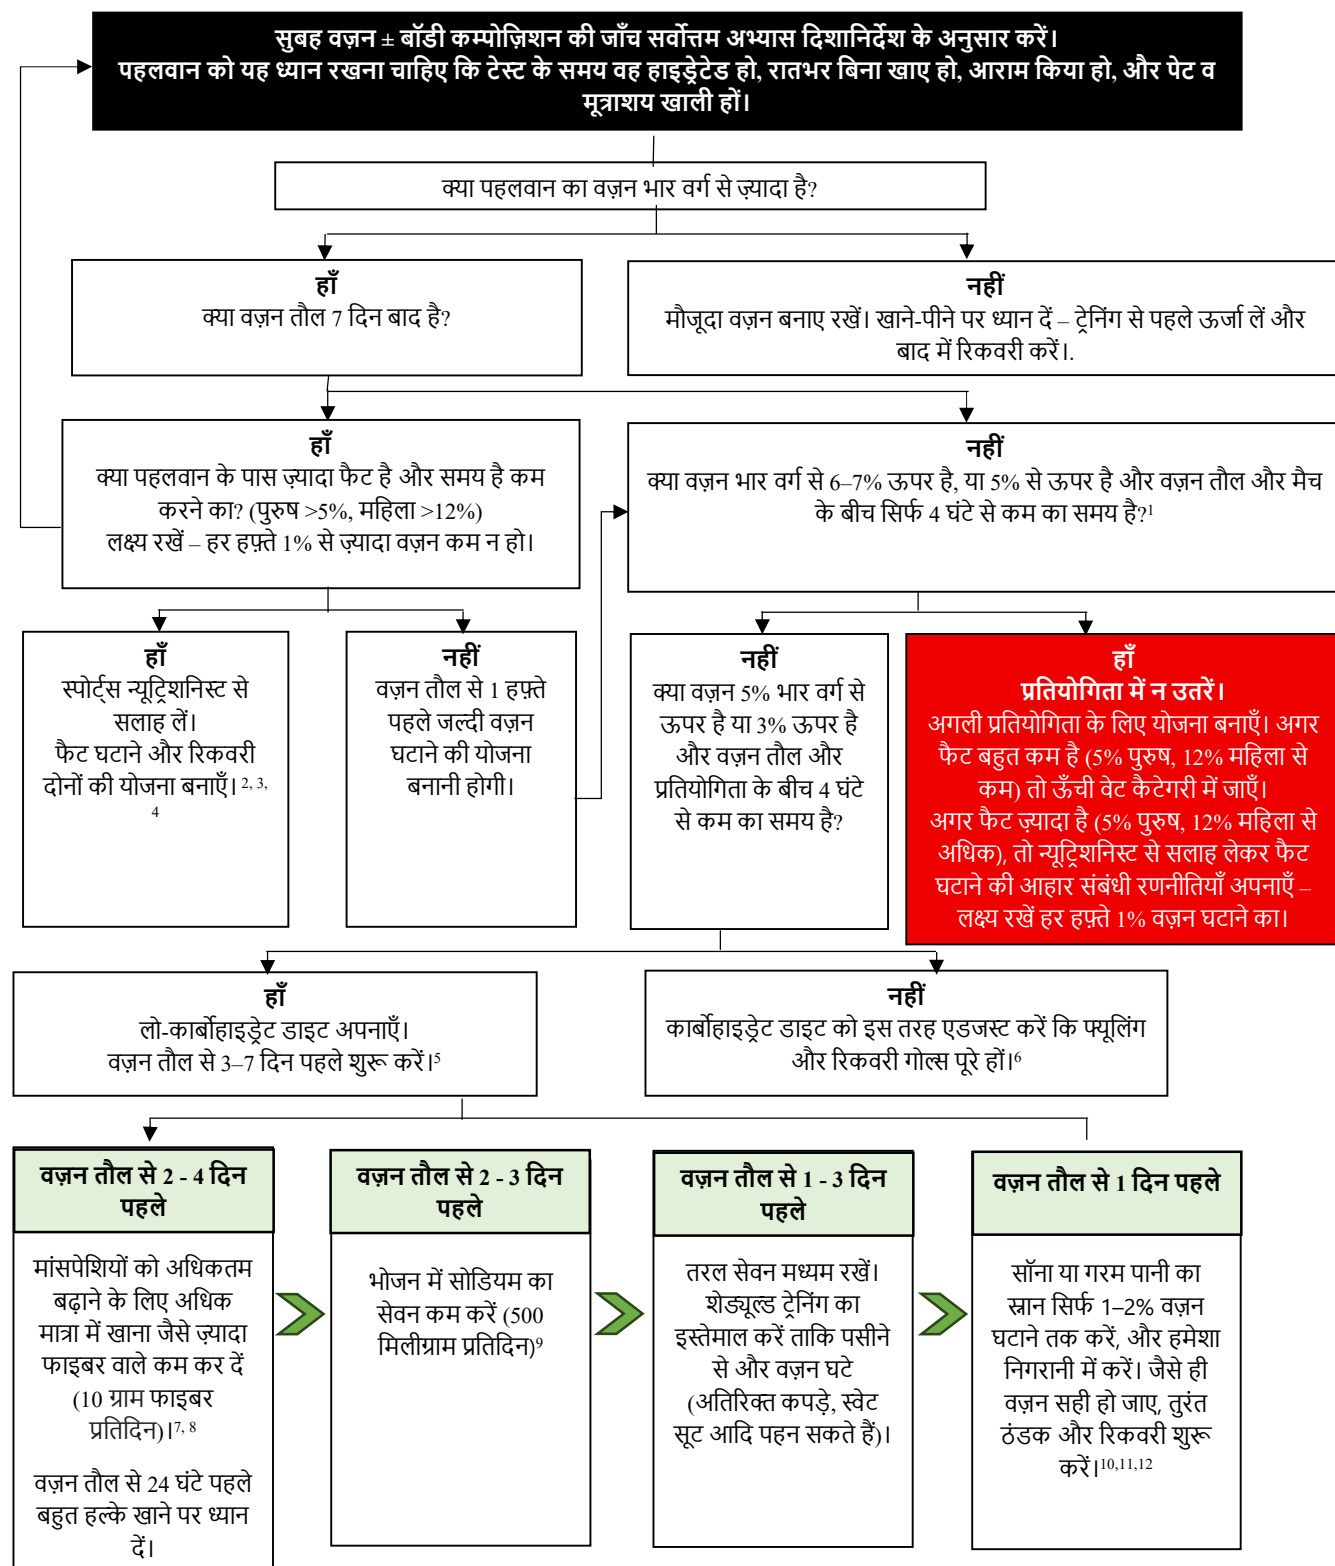 सुबह वज़न ± बॉडी कम्पोज़िशन की जाँच सर्वोत्तम अभ्यास दिशानिर्देश के अनुसार करें।
पहलवान को यह ध्यान रखना चाहिए कि टेस्ट के समय वह हाइड्रेटेड हो, रातभर बिना खाए हो, आराम किया हो, और पेट व
मूत्राशय खाली हों।
क्या पहलवान का वज़न भार वर्ग से ज़्यादा है?
हाँ
क्या वज़न तौल 7 दिन बाद है?
नहीं
मौजूदा वज़न बनाए रखें। खाने-पीने पर ध्यान दें – ट्रेनिंग से पहले ऊर्जा लें और
बाद में रिकवरी करें।.
हाँ
क्या पहलवान के पास ज़्यादा फैट है और समय है कम
करने का? (पुरुष >5%, महिला >12%)
लक्ष्य रखें – हर हफ़्ते 1% से ज़्यादा वज़न कम न हो।
नहीं
क्या वज़न भार वर्ग से 6–7% ऊपर है, या 5% से ऊपर है और वज़न तौल और मैच
के बीच सिर्फ 4 घंटे से कम का समय है?1
हाँ
स्पोर्ट्स न्यूट्रिशनिस्ट से
सलाह लें।
फैट घटाने और रिकवरी
दोनों की योजना बनाएँ। 2, 3,
4
नहीं
वज़न तौल से 1 हफ़्ते
पहले जल्दी वज़न
घटाने की योजना
बनानी होगी।
नहीं
क्या वज़न 5% भार वर्ग से
ऊपर है या 3% ऊपर है
और वज़न तौल और
प्रतियोगिता के बीच 4 घंटे
से कम का समय है?
हाँ
प्रतियोगिता में न उतरें।
अगली प्रतियोगिता के लिए योजना बनाएँ। अगर
फैट बहुत कम है (5% पुरुष, 12% महिला से
कम) तो ऊँची वेट कैटेगरी में जाएँ।
अगर फैट ज़्यादा है (5% पुरुष, 12% महिला से
अधिक), तो न्यूट्रिशनिस्ट से सलाह लेकर फैट
घटाने की आहार संबंधी रणनीतियाँ अपनाएँ –
लक्ष्य रखें हर हफ़्ते 1% वज़न घटाने का।
हाँ
लो-कार्बोहाइड्रेट डाइट अपनाएँ।
वज़न तौल से 3–7 दिन पहले शुरू करें।5
नहीं
कार्बोहाइड्रेट डाइट को इस तरह एडजस्ट करें कि फ्यूलिंग
और रिकवरी गोल्स पूरे हों।6
वज़न तौल से 2 - 4 दिन
पहले
मांसपेशियों को अधिकतम
बढ़ाने के लिए अधिक
मात्रा में खाना जैसे ज़्यादा
फाइबर वाले कम कर दें
(10 ग्राम फाइबर
प्रतिदिन)।7, 8
वज़न तौल से 24 घंटे पहले
बहुत हल्के खाने पर ध्यान
दें।
वज़न तौल से 2 - 3 दिन
पहले
भोजन में सोडियम का
सेवन कम करें (500
मिलीग्राम प्रतिदिन)9
वज़न तौल से 1 - 3 दिन
पहले
तरल सेवन मध्यम रखें।
शेड्यूल्ड ट्रेनिंग का
इस्तेमाल करें ताकि पसीने
से और वज़न घटे
(अतिरिक्त कपड़े, स्वेट
सूट आदि पहन सकते हैं)।
वज़न तौल से 1 दिन पहले
सॉना या गरम पानी का
स्नान सिर्फ 1–2% वज़न
घटाने तक करें, और हमेशा
निगरानी में करें। जैसे ही
वज़न सही हो जाए, तुरंत
ठंडक और रिकवरी शुरू
करें।10,11,12